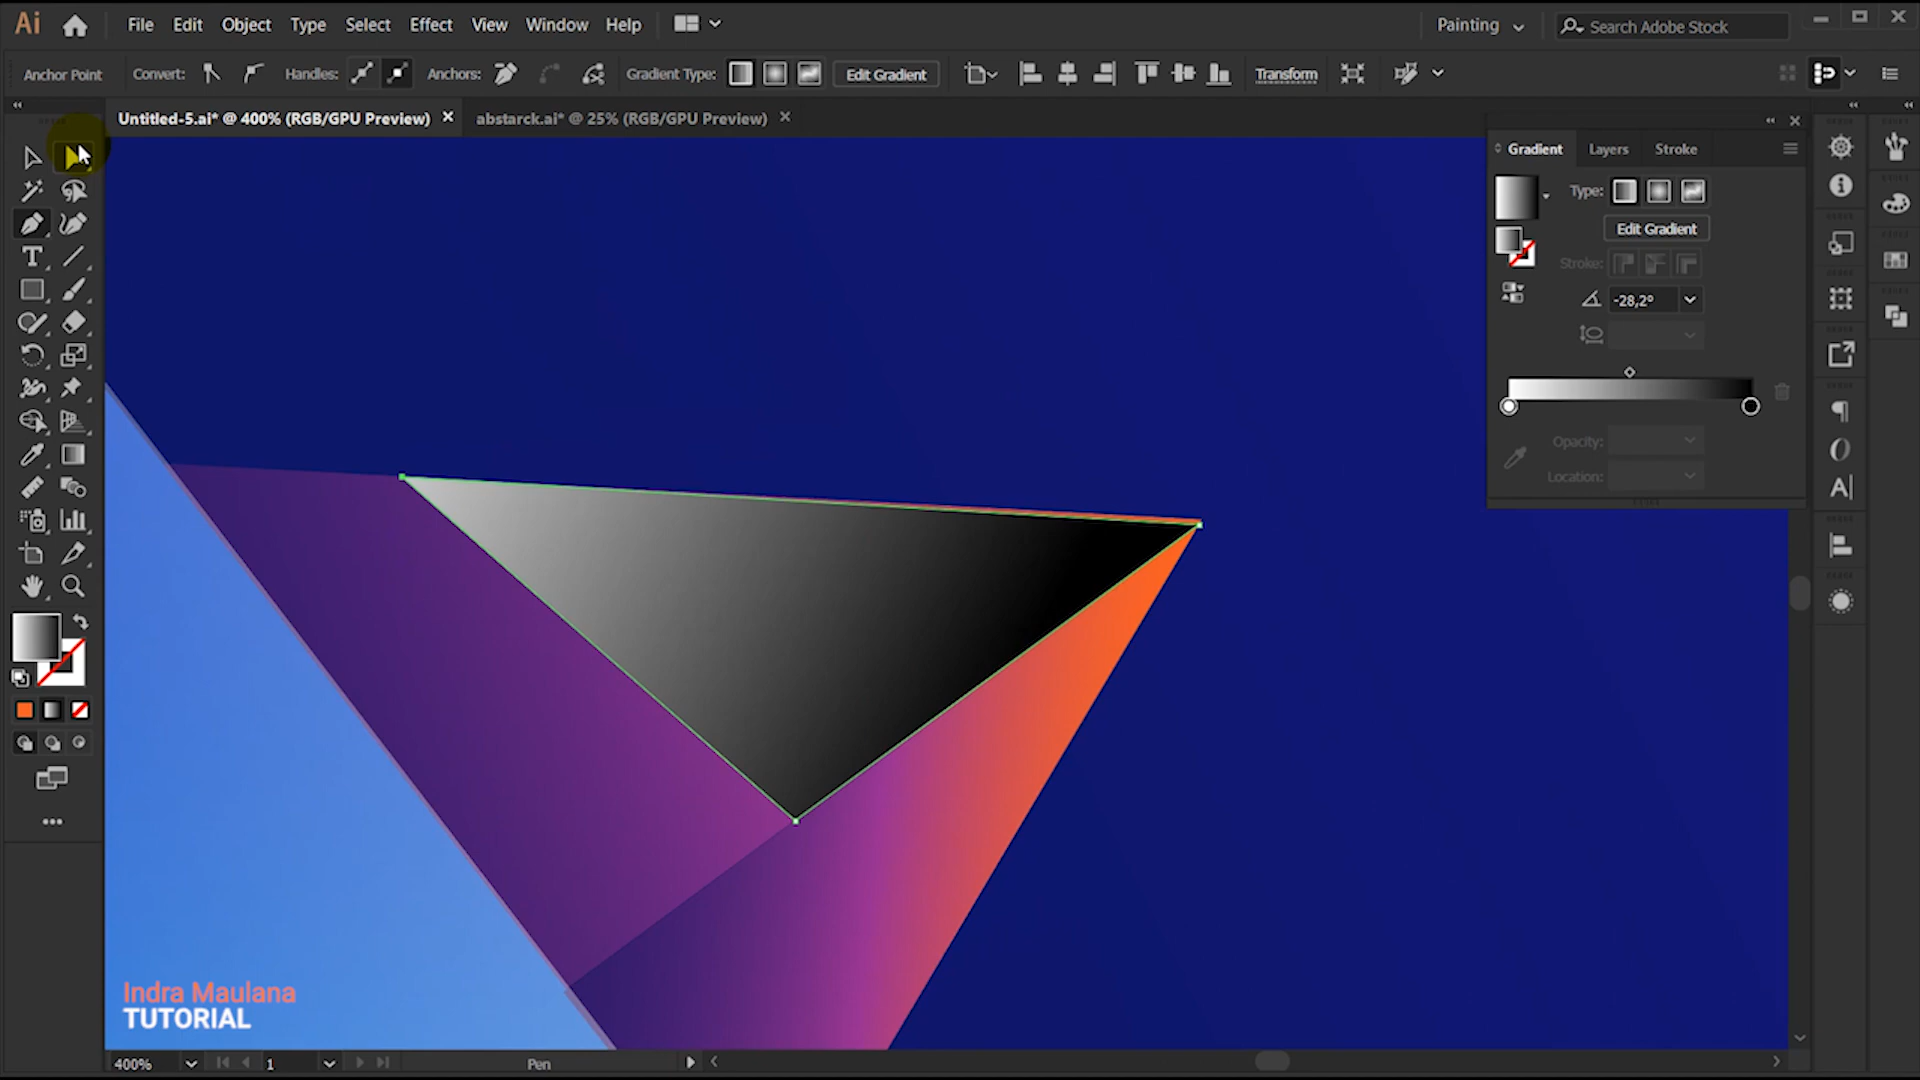 Ai
File Edit Object Type Select Effect View Window Help
Painting
Search Adobe Stock
Anchor Point Convert: Handles: Anchors: Gradient Type: Edit Gradient Transform
Untitled-5.ai* @ 400% (RGB/GPU Preview) ×
abstarck.ai* @ 25% (RGB/GPU Preview) ×
Gradient Layers Stroke
Type:
Edit Gradient
Stroke:
-28,2°
Opacity:
Location:
Indra Maulana
TUTORIAL
400% 1 Pen